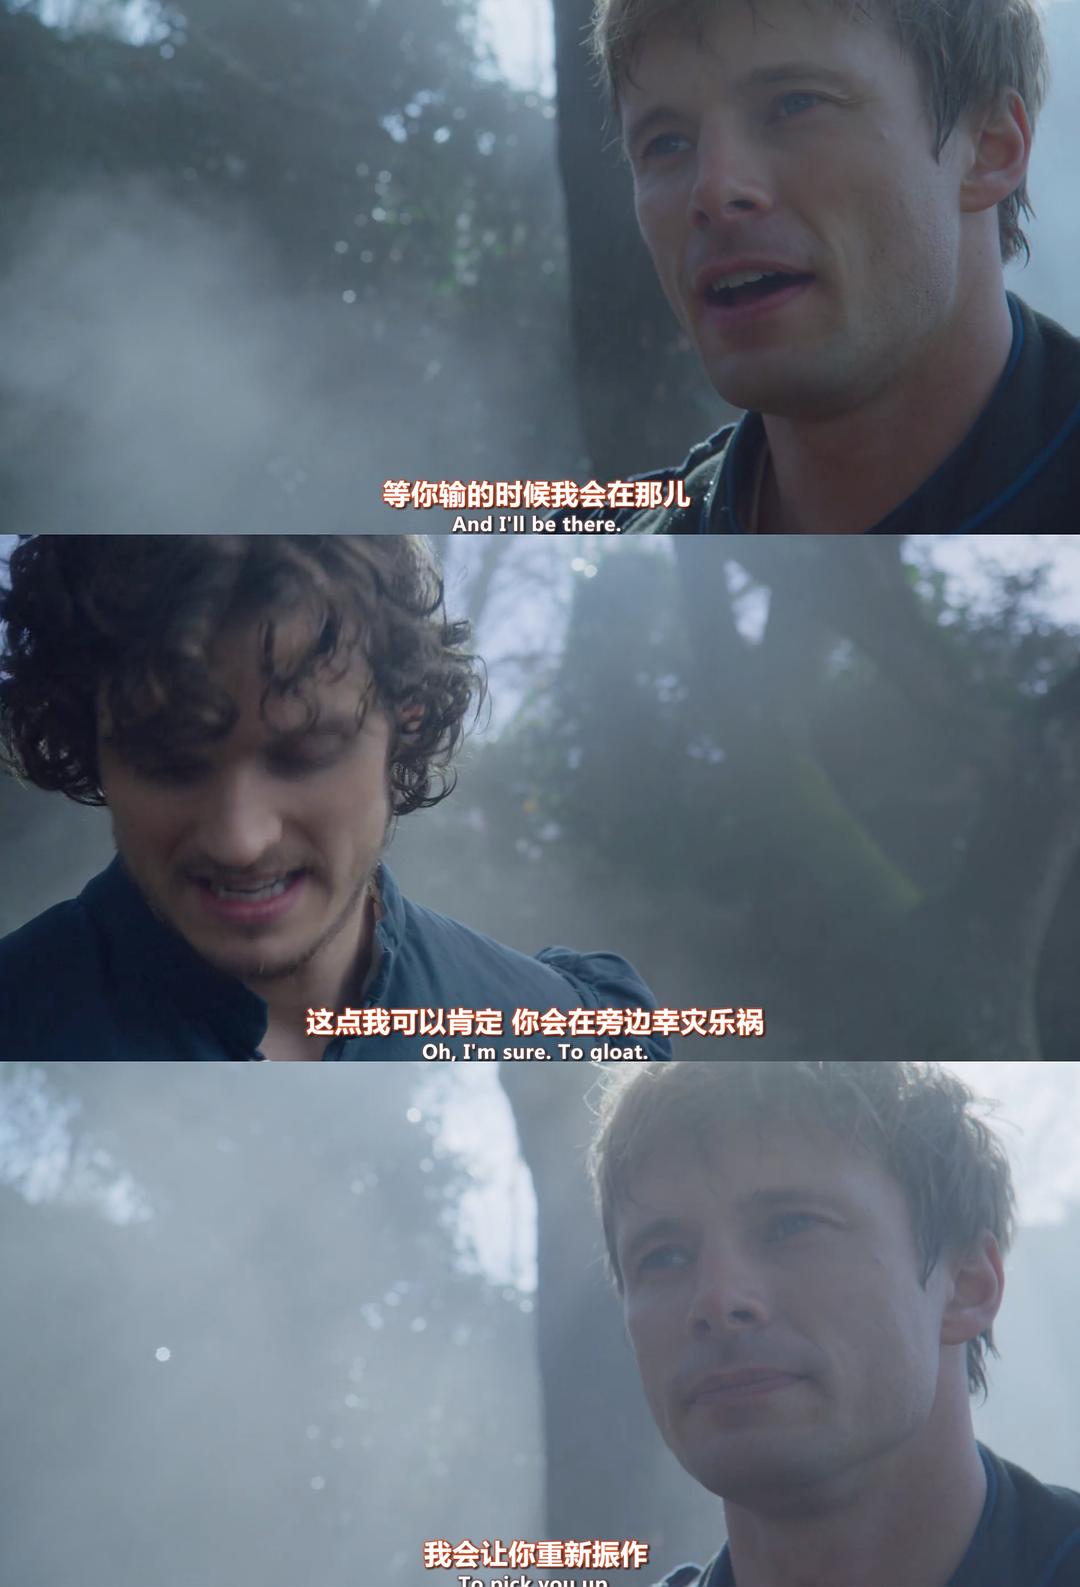 等你输的时候我会在那儿
And I'll be there.
这点我可以肯定 你会在旁边幸灾乐祸
Oh, I'm sure. To gloat.
我会让你重新振作
To pick you up